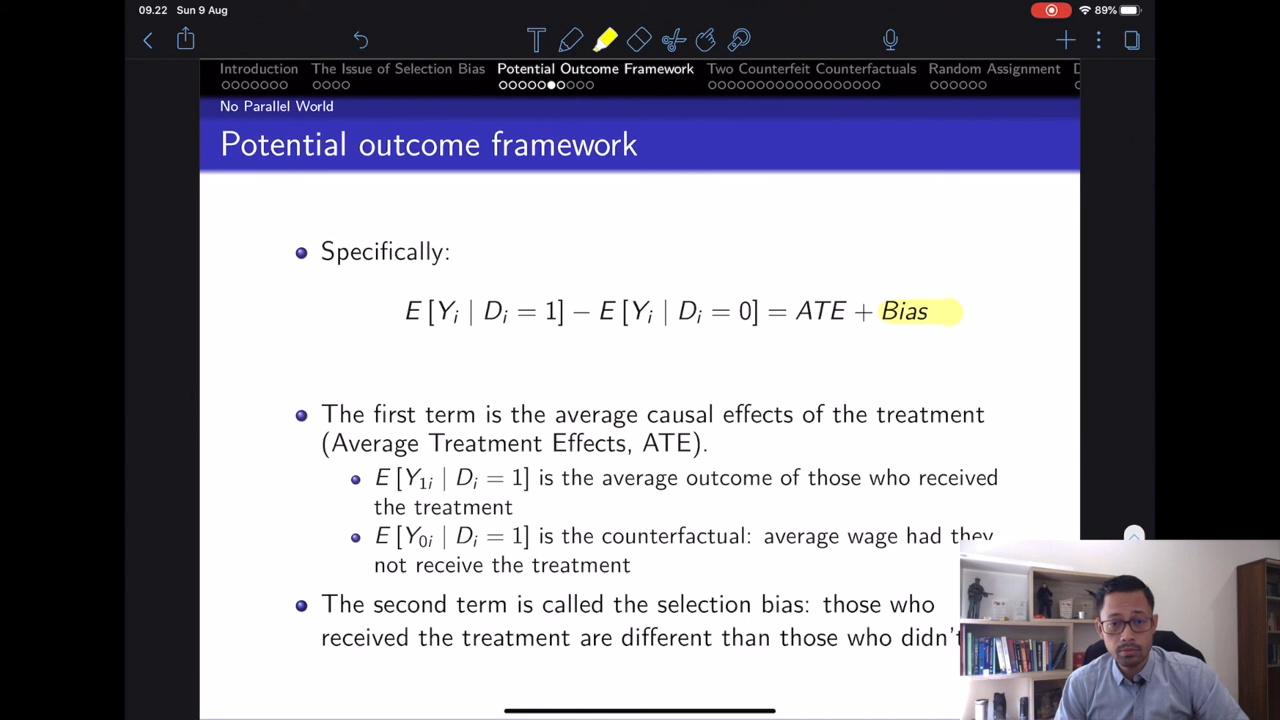 09.22 Sun 9 Aug 89%
Introduction The Issue of Selection Bias Potential Outcome Framework Two Counterfeit Counterfactuals Random Assignment
No Parallel World
Potential outcome framework
Specifically:
E [Yᵢ | Dᵢ = 1] − E [Yᵢ | Dᵢ = 0] = ATE + Bias
The first term is the average causal effects of the treatment
(Average Treatment Effects, ATE).
E [Y₁ᵢ | Dᵢ = 1] is the average outcome of those who received
the treatment
E [Y₀ᵢ | Dᵢ = 1] is the counterfactual: average wage had they
not receive the treatment
The second term is called the selection bias: those who
received the treatment are different than those who didn't